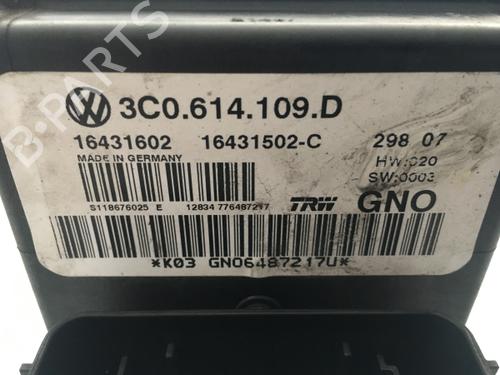 3C0.614.109.D
16431602 16431502-C 298 07
MADE IN GERMANY HW:020
SW:0003
S118676025 E 12834 776487217 TRW GNO
*K03 GNO6487217U*
B-PARTS